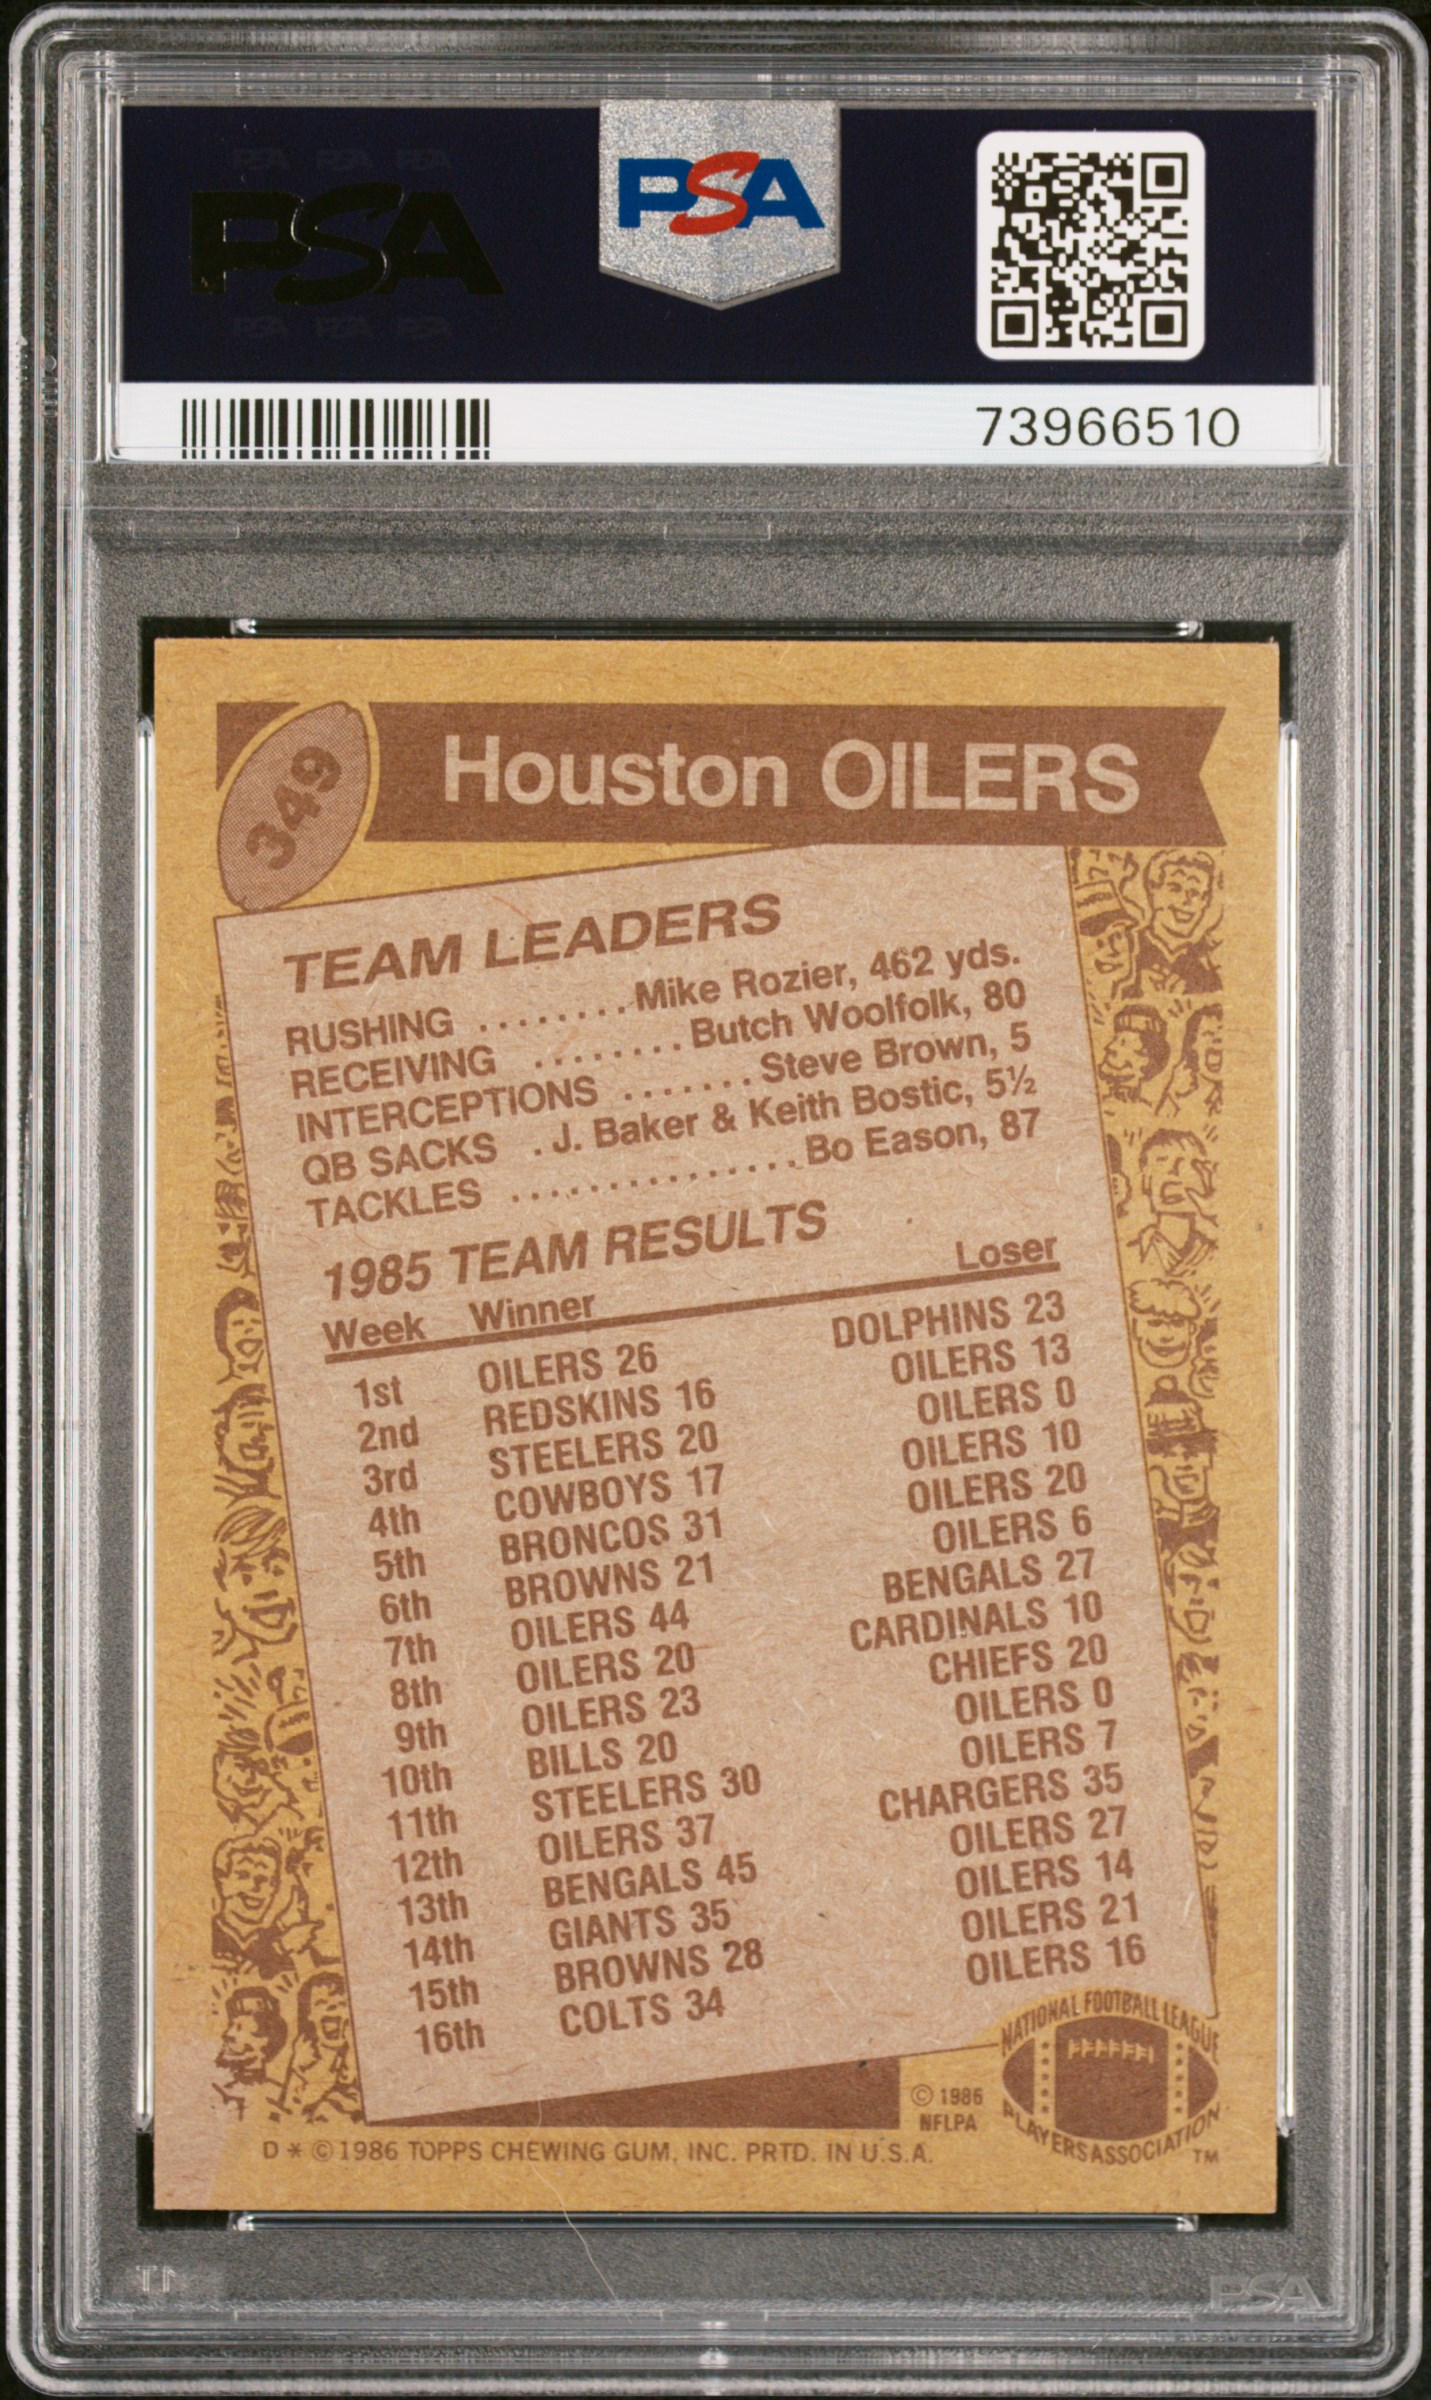 PSA PSA PSA
PSA
PSA PSA PSA
PSA
73966510
349
Houston OILERS
TEAM LEADERS
RUSHING ........ Mike Rozier, 462 yds.
RECEIVING ........ Butch Woolfolk, 80
INTERCEPTIONS ....... Steve Brown, 5
QB SACKS . J. Baker & Keith Bostic, 5½
TACKLES ............... Bo Eason, 87
1985 TEAM RESULTS
Week Winner Loser
1st OILERS 26 DOLPHINS 23
2nd REDSKINS 16 OILERS 13
3rd STEELERS 20 OILERS 0
4th COWBOYS 17 OILERS 10
5th BRONCOS 31 OILERS 20
6th BROWNS 21 OILERS 6
7th OILERS 44 BENGALS 27
8th OILERS 20 CARDINALS 10
9th OILERS 23 CHIEFS 20
10th BILLS 20 OILERS 0
11th STEELERS 30 OILERS 7
12th OILERS 37 CHARGERS 35
13th BENGALS 45 OILERS 27
14th GIANTS 35 OILERS 14
15th BROWNS 28 OILERS 21
16th COLTS 34 OILERS 16
NATIONAL FOOTBALL LEAGUE
PLAYERS ASSOCIATION
TM
© 1986
NFLPA
D * © 1986 TOPPS CHEWING GUM, INC. PRTD. IN U.S.A.
PSA